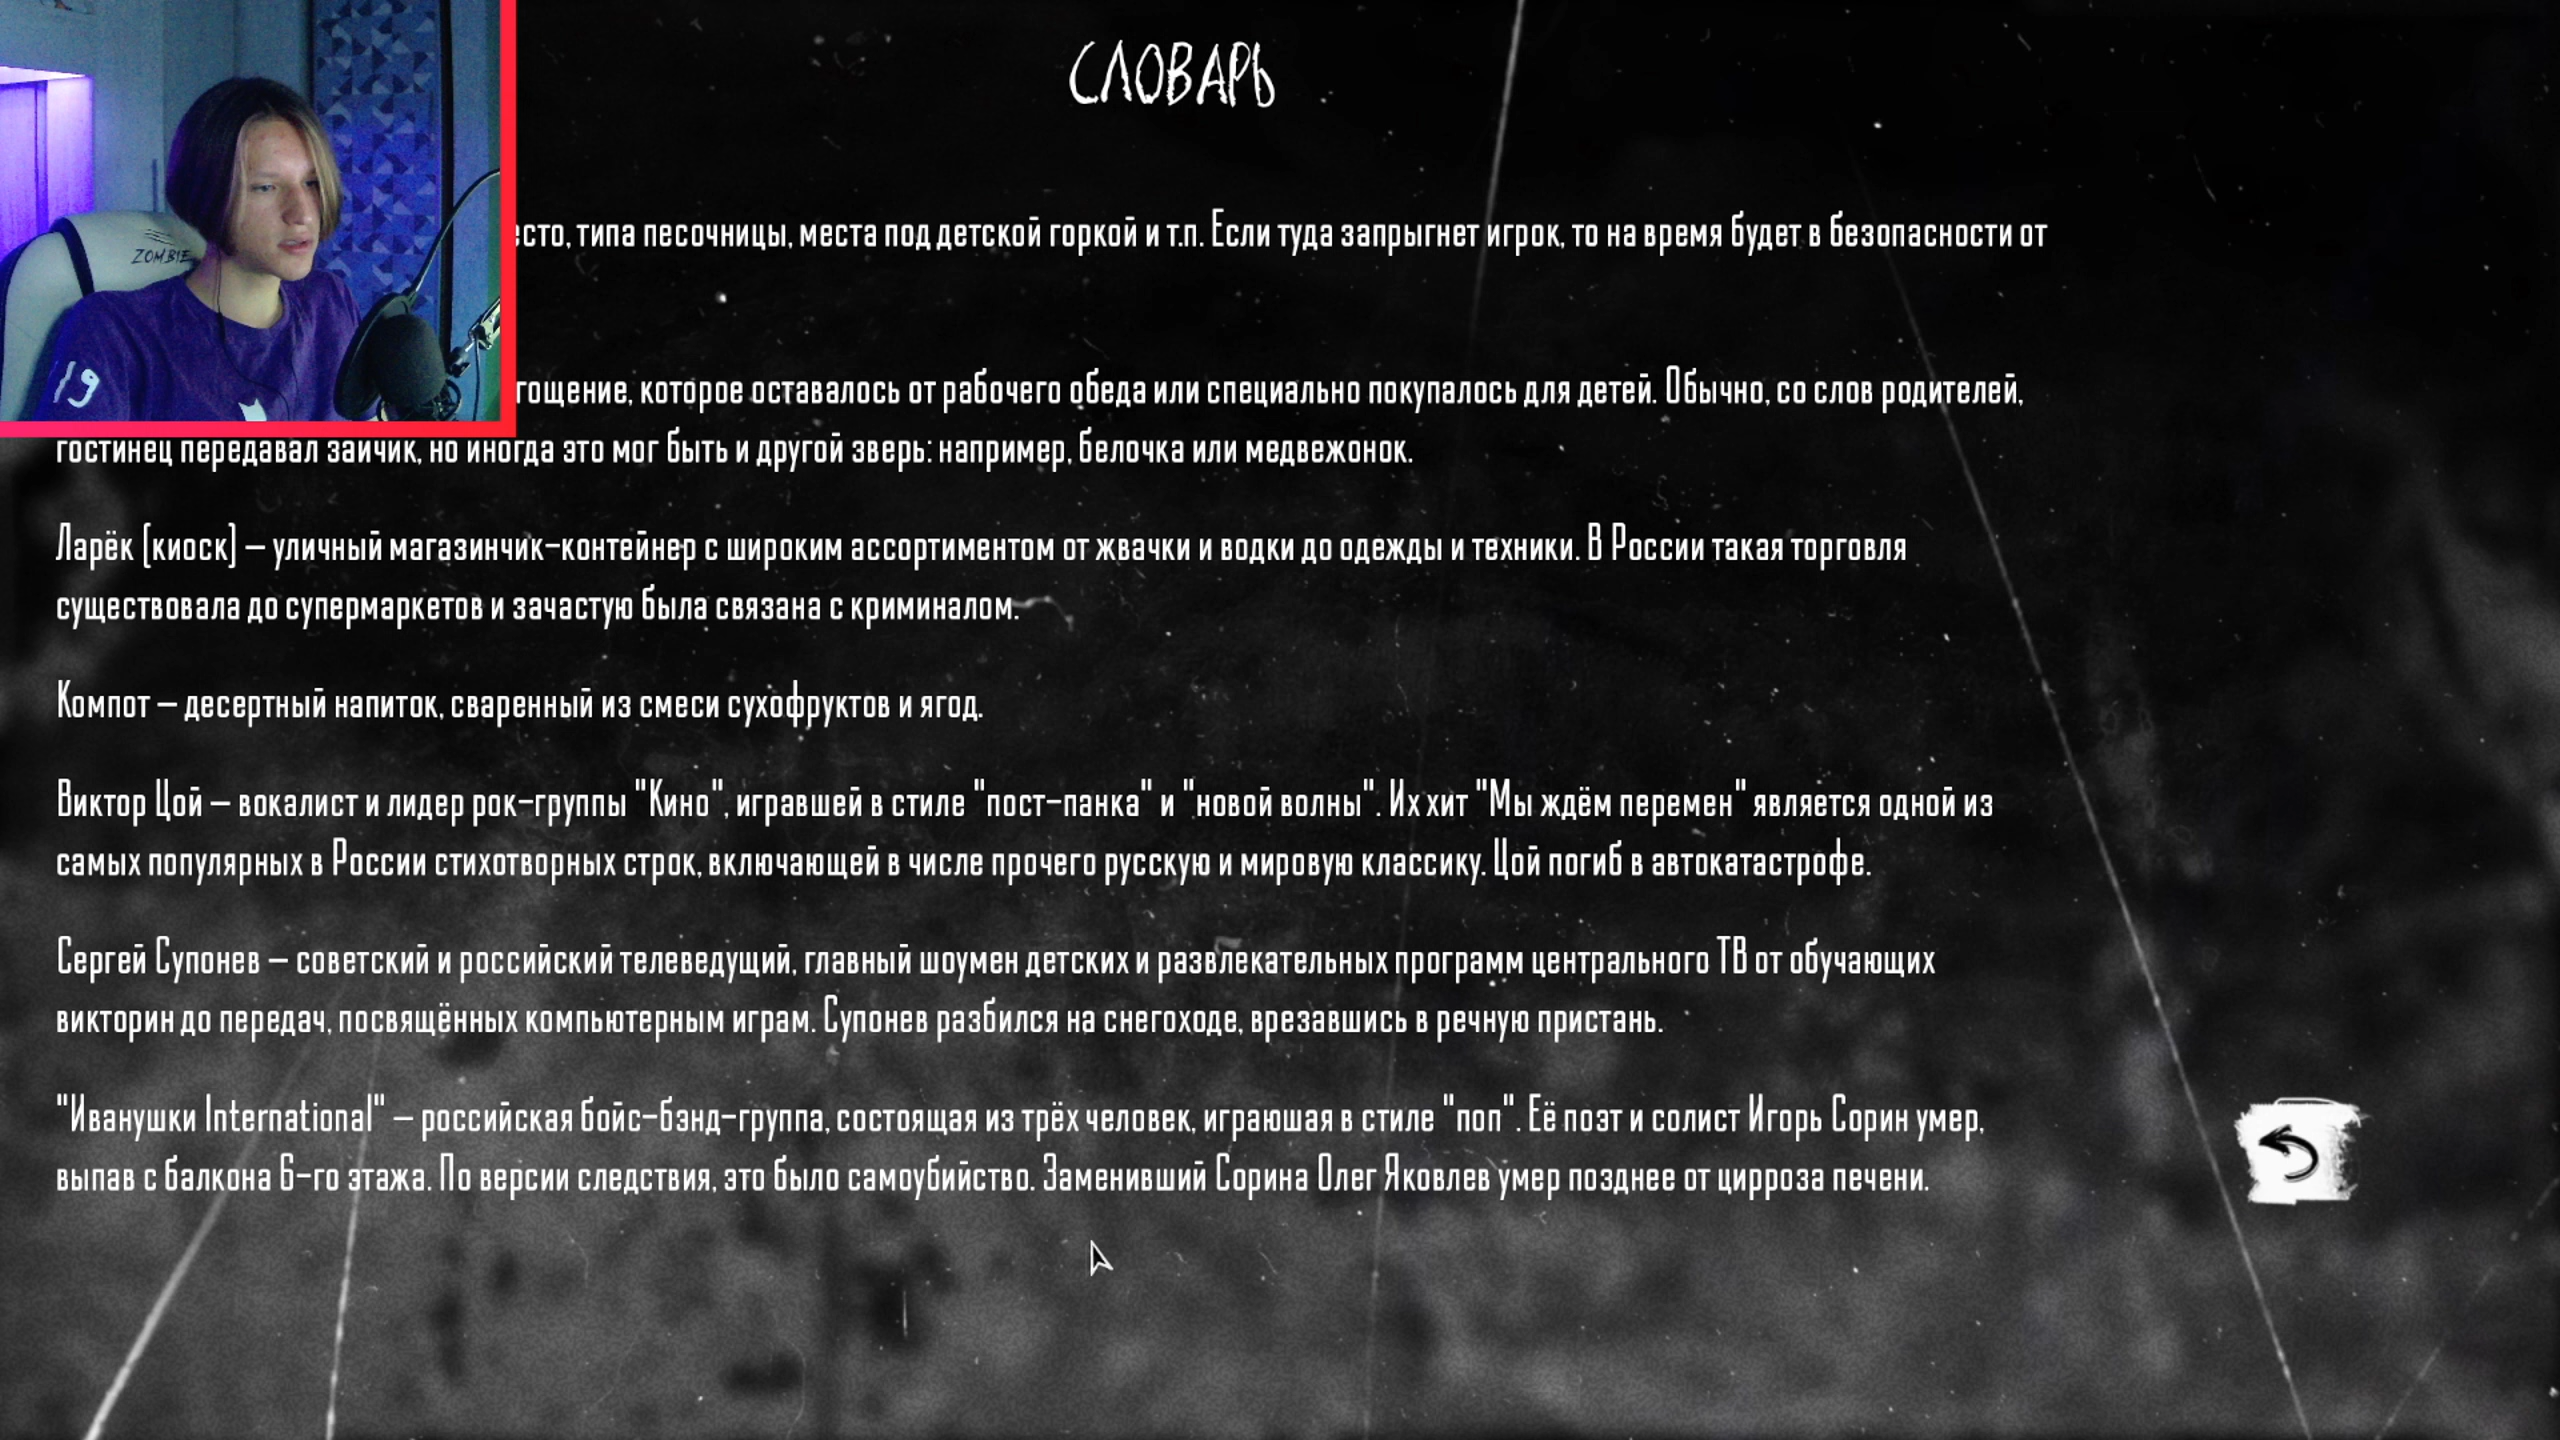 СЛОВАРЬ
ZOMBIE
19
типа песочницы, места под детской горкой и т.п. Если туда запрыгнет игрок, то на время будет в безопасности от
которое оставалось от рабочего обеда или специально покупалось для детей. Обычно, со слов родителей,
гостинец передавал зайчик, но иногда это мог быть и другой зверь: например, белочка или медвежонок.
Ларёк (киоск) – уличный магазинчик-контейнер с широким ассортиментом от жвачки и водки до одежды и техники. В России такая торговля
существовала до супермаркетов и зачастую была связана с криминалом.
Компот – десертный напиток, сваренный из смеси сухофруктов и ягод.
Виктор Цой – вокалист и лидер рок-группы "Кино", игравшей в стиле "пост-панка" и "новой волны". Их хит "Мы ждём перемен" является одной из
самых популярных в России стихотворных строк, включающей в числе прочего русскую и мировую классику. Цой погиб в автокатастрофе.
Сергей Супонев – советский и российский телеведущий, главный шоумен детских и развлекательных программ центрального ТВ от обучающих
викторин до передач, посвящённых компьютерным играм. Супонев разбился на снегоходе, врезавшись в речную пристань.
"Иванушки International" – российская бойс-бэнд-группа, состоящая из трёх человек, играюшая в стиле "поп". Её поэт и солист Игорь Сорин умер,
выпав с балкона 6-го этажа. По версии следствия, это было самоубийство. Заменивший Сорина Олег Яковлев умер позднее от цирроза печени.